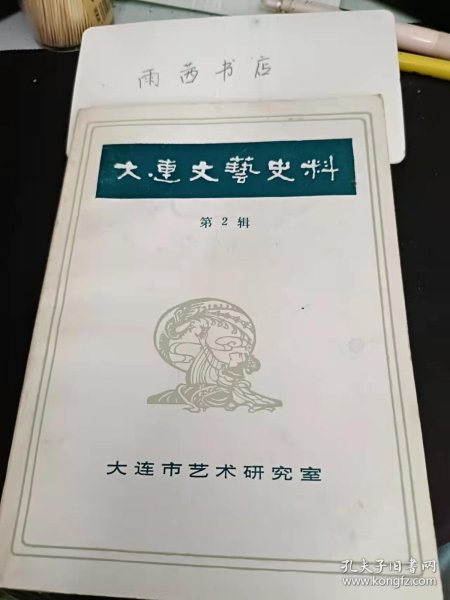 雨茜书店
大連文藝史料
第2辑
大连市艺术研究室
孔夫子旧书网
www.kongfz.com